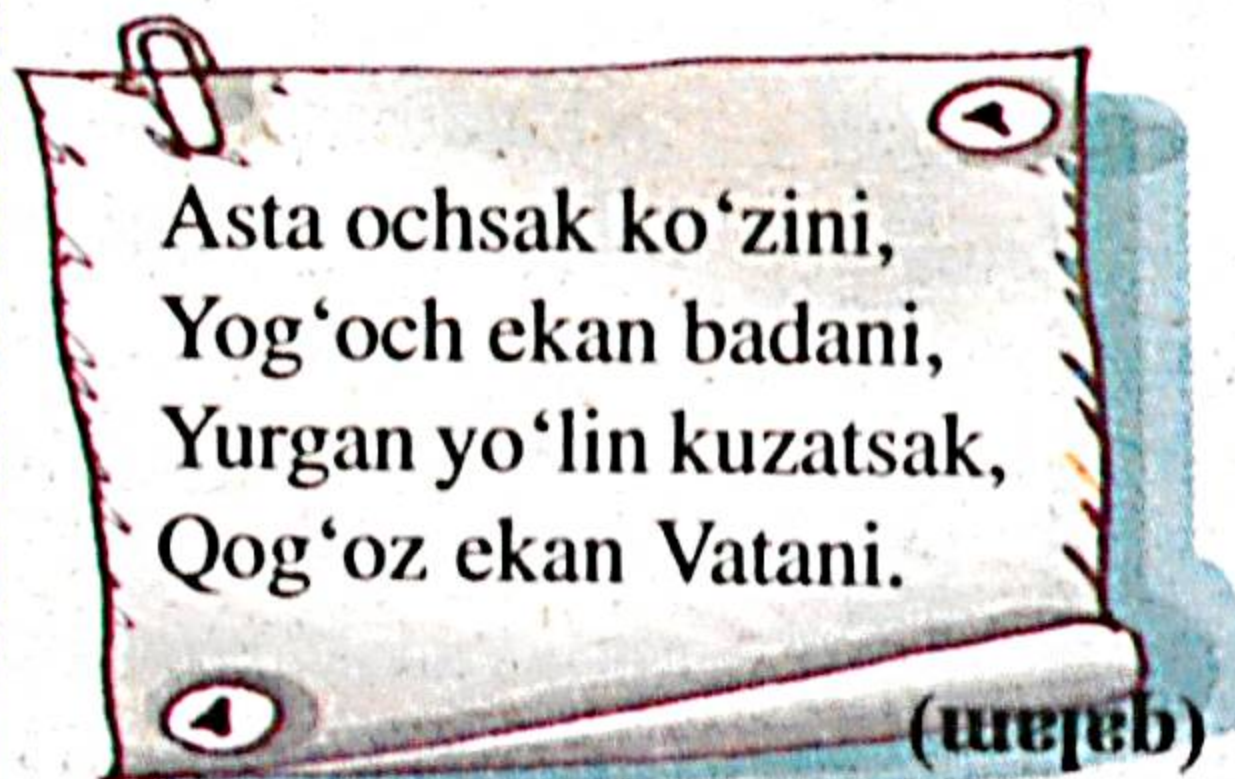 Asta ochsak ko‘zini,
Yog‘och ekan badani,
Yurgan yo‘lin kuzatsak,
Qog‘oz ekan Vatani.
(qalam)